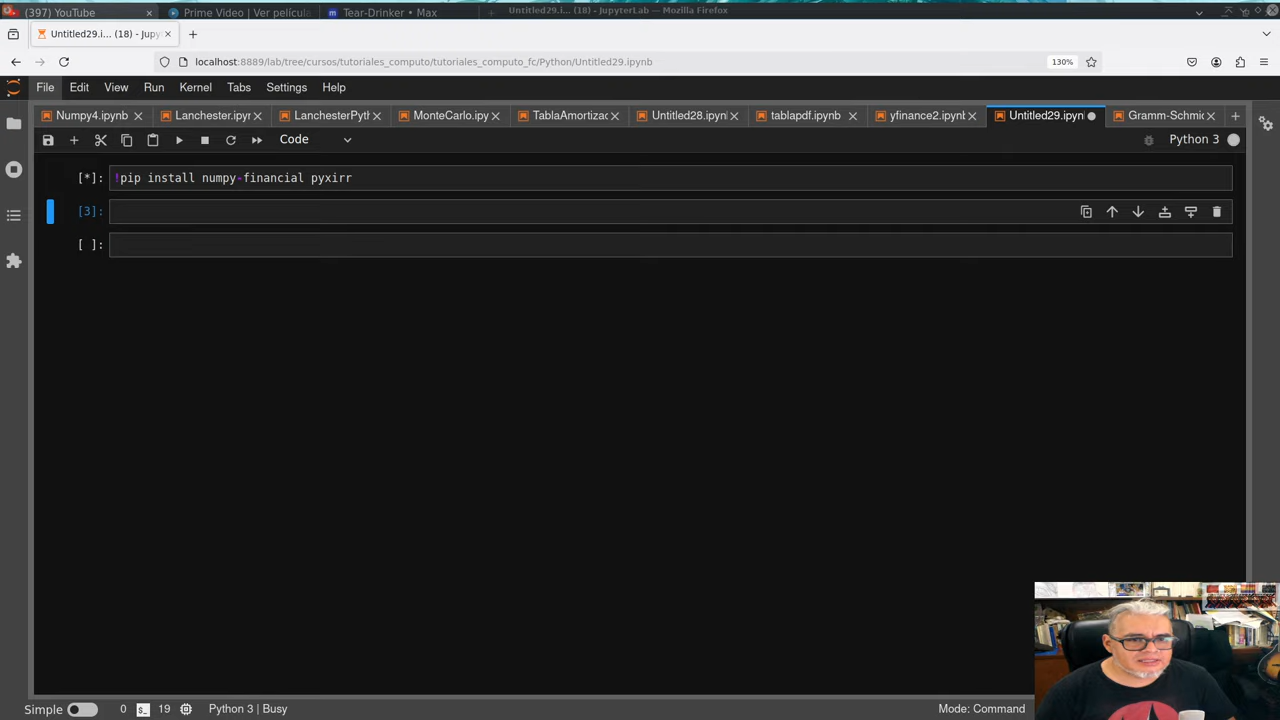 (397) YouTube
Prime Video | Ver películ
Tear-Drinker • Max
Untitled29.i... (18) - JupyterLab — Mozilla Firefox
Untitled29.i... (18) - Jupy
localhost:8889/lab/tree/cursos/tutoriales_computo/tutoriales_computo_fc/Python/Untitled29.ipynb
130%
File Edit View Run Kernel Tabs Settings Help
Numpy4.ipynb
Lanchester.ipyr
LanchesterPyth
MonteCarlo.ipy
TablaAmortizac
Untitled28.ipyn
tablapdf.ipynb
yfinance2.ipynb
Untitled29.ipyn
Gramm-Schmic
Code
Python 3
[*]: !pip install numpy-financial pyxirr
[3]:
[ ]:
Simple 0 $_ 19 Python 3 | Busy Mode: Command